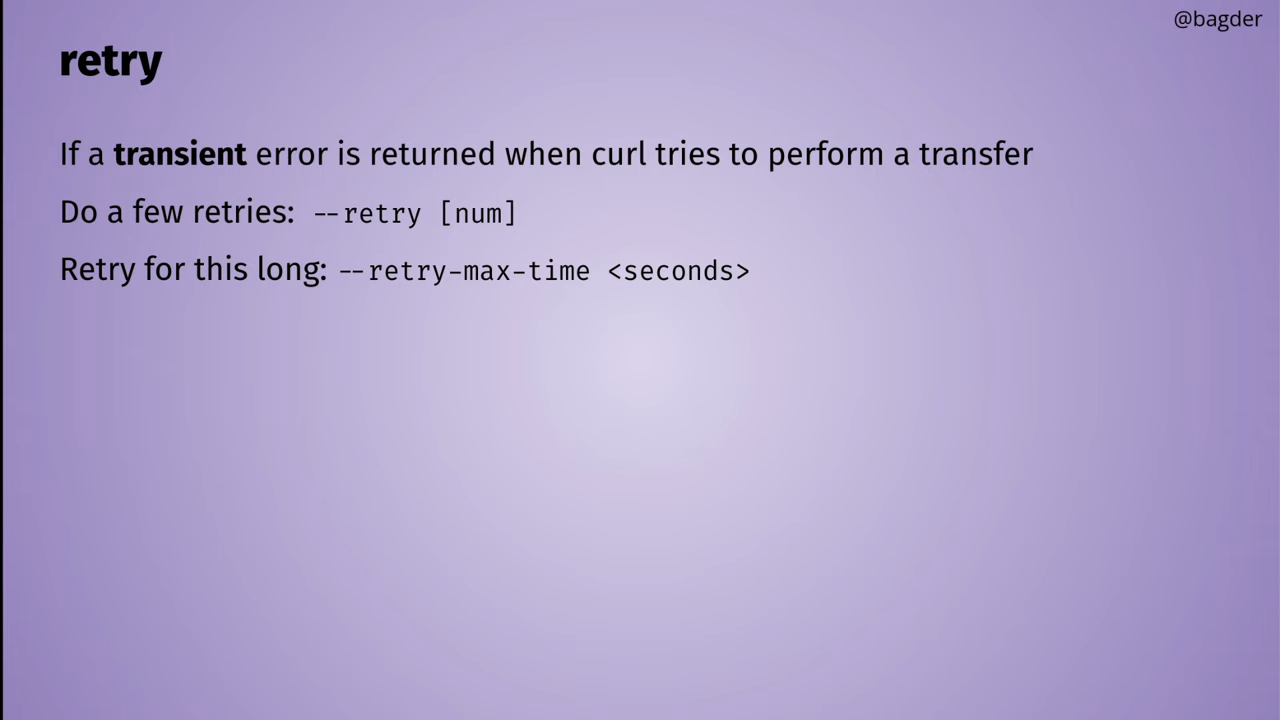 @bagder
retry
If a transient error is returned when curl tries to perform a transfer
Do a few retries: --retry [num]
Retry for this long: --retry-max-time <seconds>